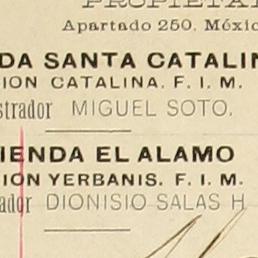 PROPIETA
Apartado 250. Méxic
DA SANTA CATALIN
ION CATALINA. F. I. M.
strador MIGUEL SOTO.
IENDA EL ALAMO
ION YERBANIS. F. I. M.
ador DIONISIO SALAS H